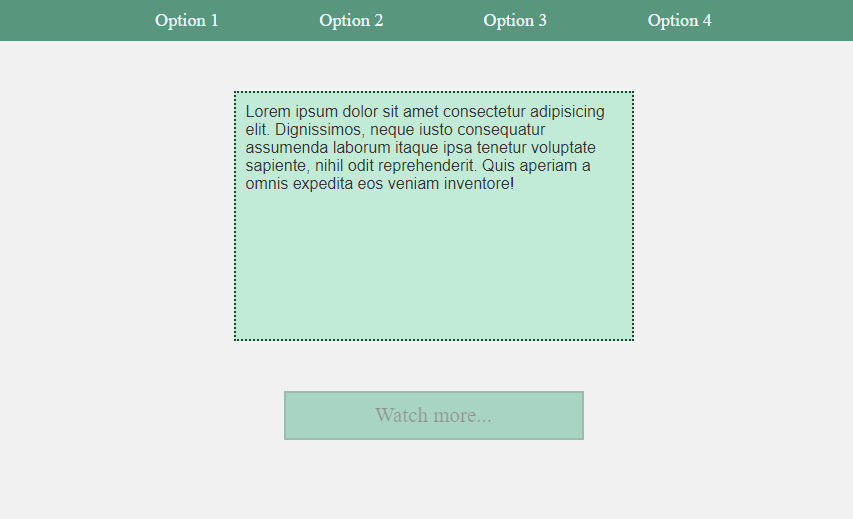 Option 1 Option 2 Option 3 Option 4
Lorem ipsum dolor sit amet consectetur adipisicing
elit. Dignissimos, neque iusto consequatur
assumenda laborum itaque ipsa tenetur voluptate
sapiente, nihil odit reprehenderit. Quis aperiam a
omnis expedita eos veniam inventore!
Watch more...